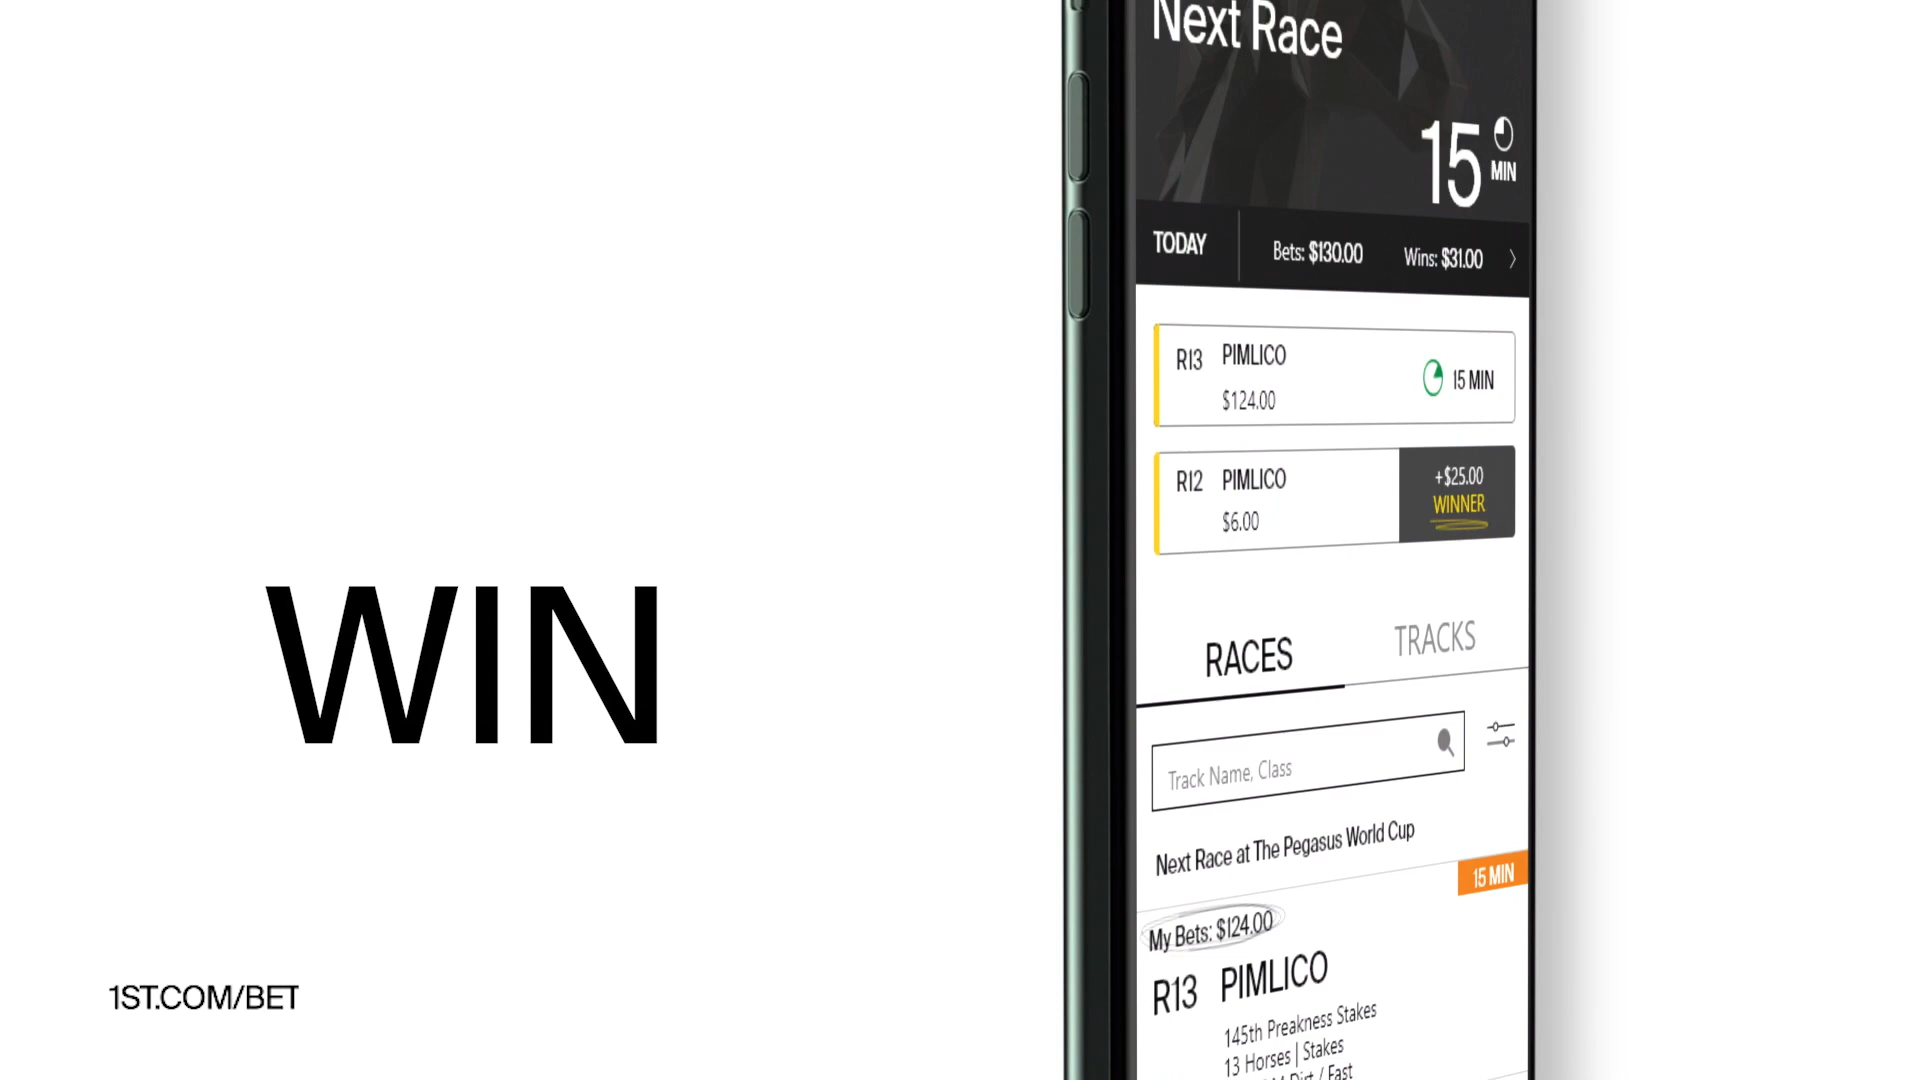 Next Race
15
MIN
TODAY
Bets: $130.00
Wins: $31.00
R13
PIMLICO
$124.00
15 MIN
R12
PIMLICO
$6.00
+$25.00
WINNER
WIN
RACES
TRACKS
Track Name, Class
Next Race at The Pegasus World Cup
15 MIN
My Bets: $124.00
R13 PIMLICO
145th Preakness Stakes
13 Horses | Stakes
Dirt / Fast
1ST.COM/BET